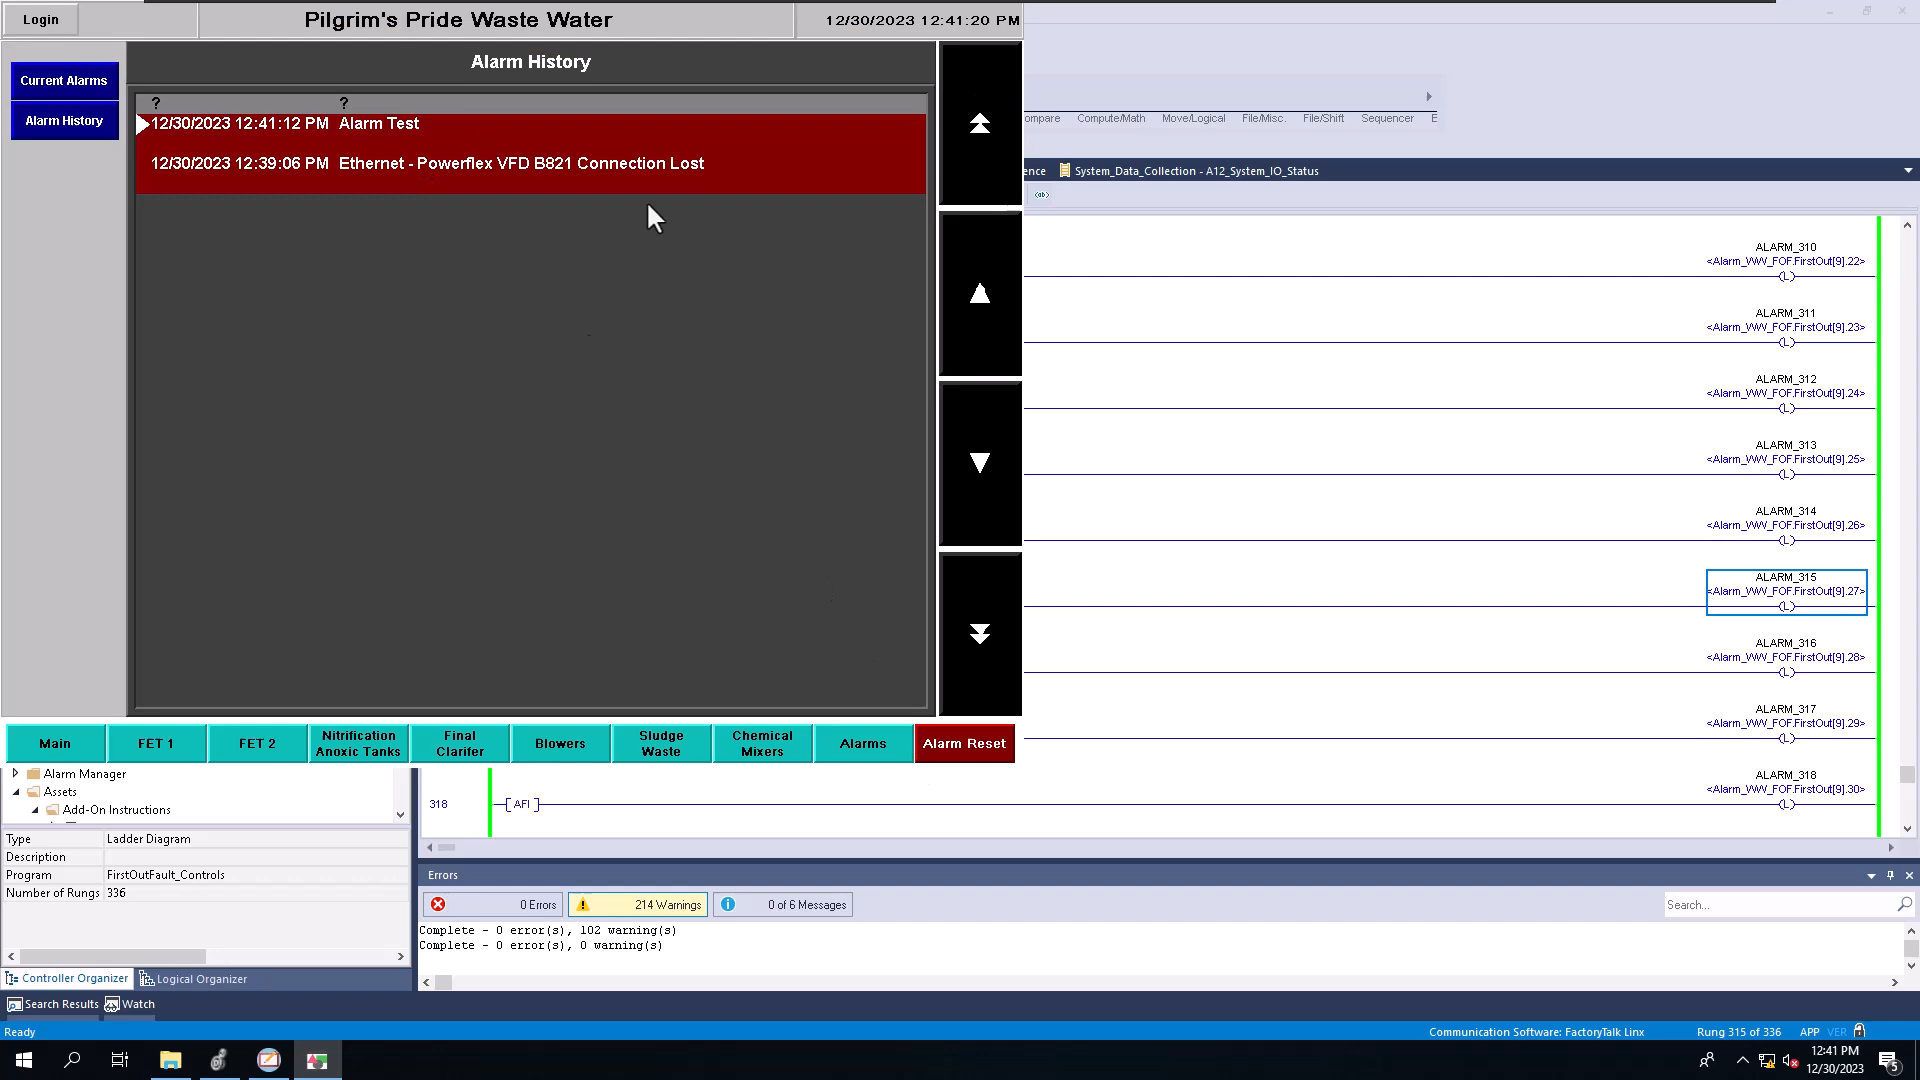 Login
Pilgrim's Pride Waste Water
12/30/2023 12:41:20 PM
Current Alarms
Alarm History
Alarm History
? ?
12/30/2023 12:41:12 PM Alarm Test
12/30/2023 12:39:06 PM Ethernet - Powerflex VFD B821 Connection Lost
Main
FET 1
FET 2
Nitrification
Anoxic Tanks
Final
Clarifer
Blowers
Sludge
Waste
Chemical
Mixers
Alarms
Alarm Reset
ompare Compute/Math Move/Logical File/Misc. File/Shift Sequencer E
ence System_Data_Collection - A12_System_IO_Status
ALARM_310
<Alarm_WW_FOF.FirstOut[9].22>
(L)
ALARM_311
<Alarm_WW_FOF.FirstOut[9].23>
(L)
ALARM_312
<Alarm_WW_FOF.FirstOut[9].24>
(L)
ALARM_313
<Alarm_WW_FOF.FirstOut[9].25>
(L)
ALARM_314
<Alarm_WW_FOF.FirstOut[9].26>
(L)
ALARM_315
<Alarm_WW_FOF.FirstOut[9].27>
(L)
ALARM_316
<Alarm_WW_FOF.FirstOut[9].28>
(L)
ALARM_317
<Alarm_WW_FOF.FirstOut[9].29>
(L)
ALARM_318
<Alarm_WW_FOF.FirstOut[9].30>
318 [ AFI ] (L)
Alarm Manager
Assets
Add-On Instructions
Type Ladder Diagram
Description
Program FirstOutFault_Controls
Number of Rungs 336
Controller Organizer Logical Organizer
Errors
0 Errors 214 Warnings 0 of 6 Messages
Search...
Complete - 0 error(s), 102 warning(s)
Complete - 0 error(s), 0 warning(s)
Search Results Watch
Ready
Communication Software: FactoryTalk Linx
Rung 315 of 336
APP VER
12:41 PM
12/30/2023
5